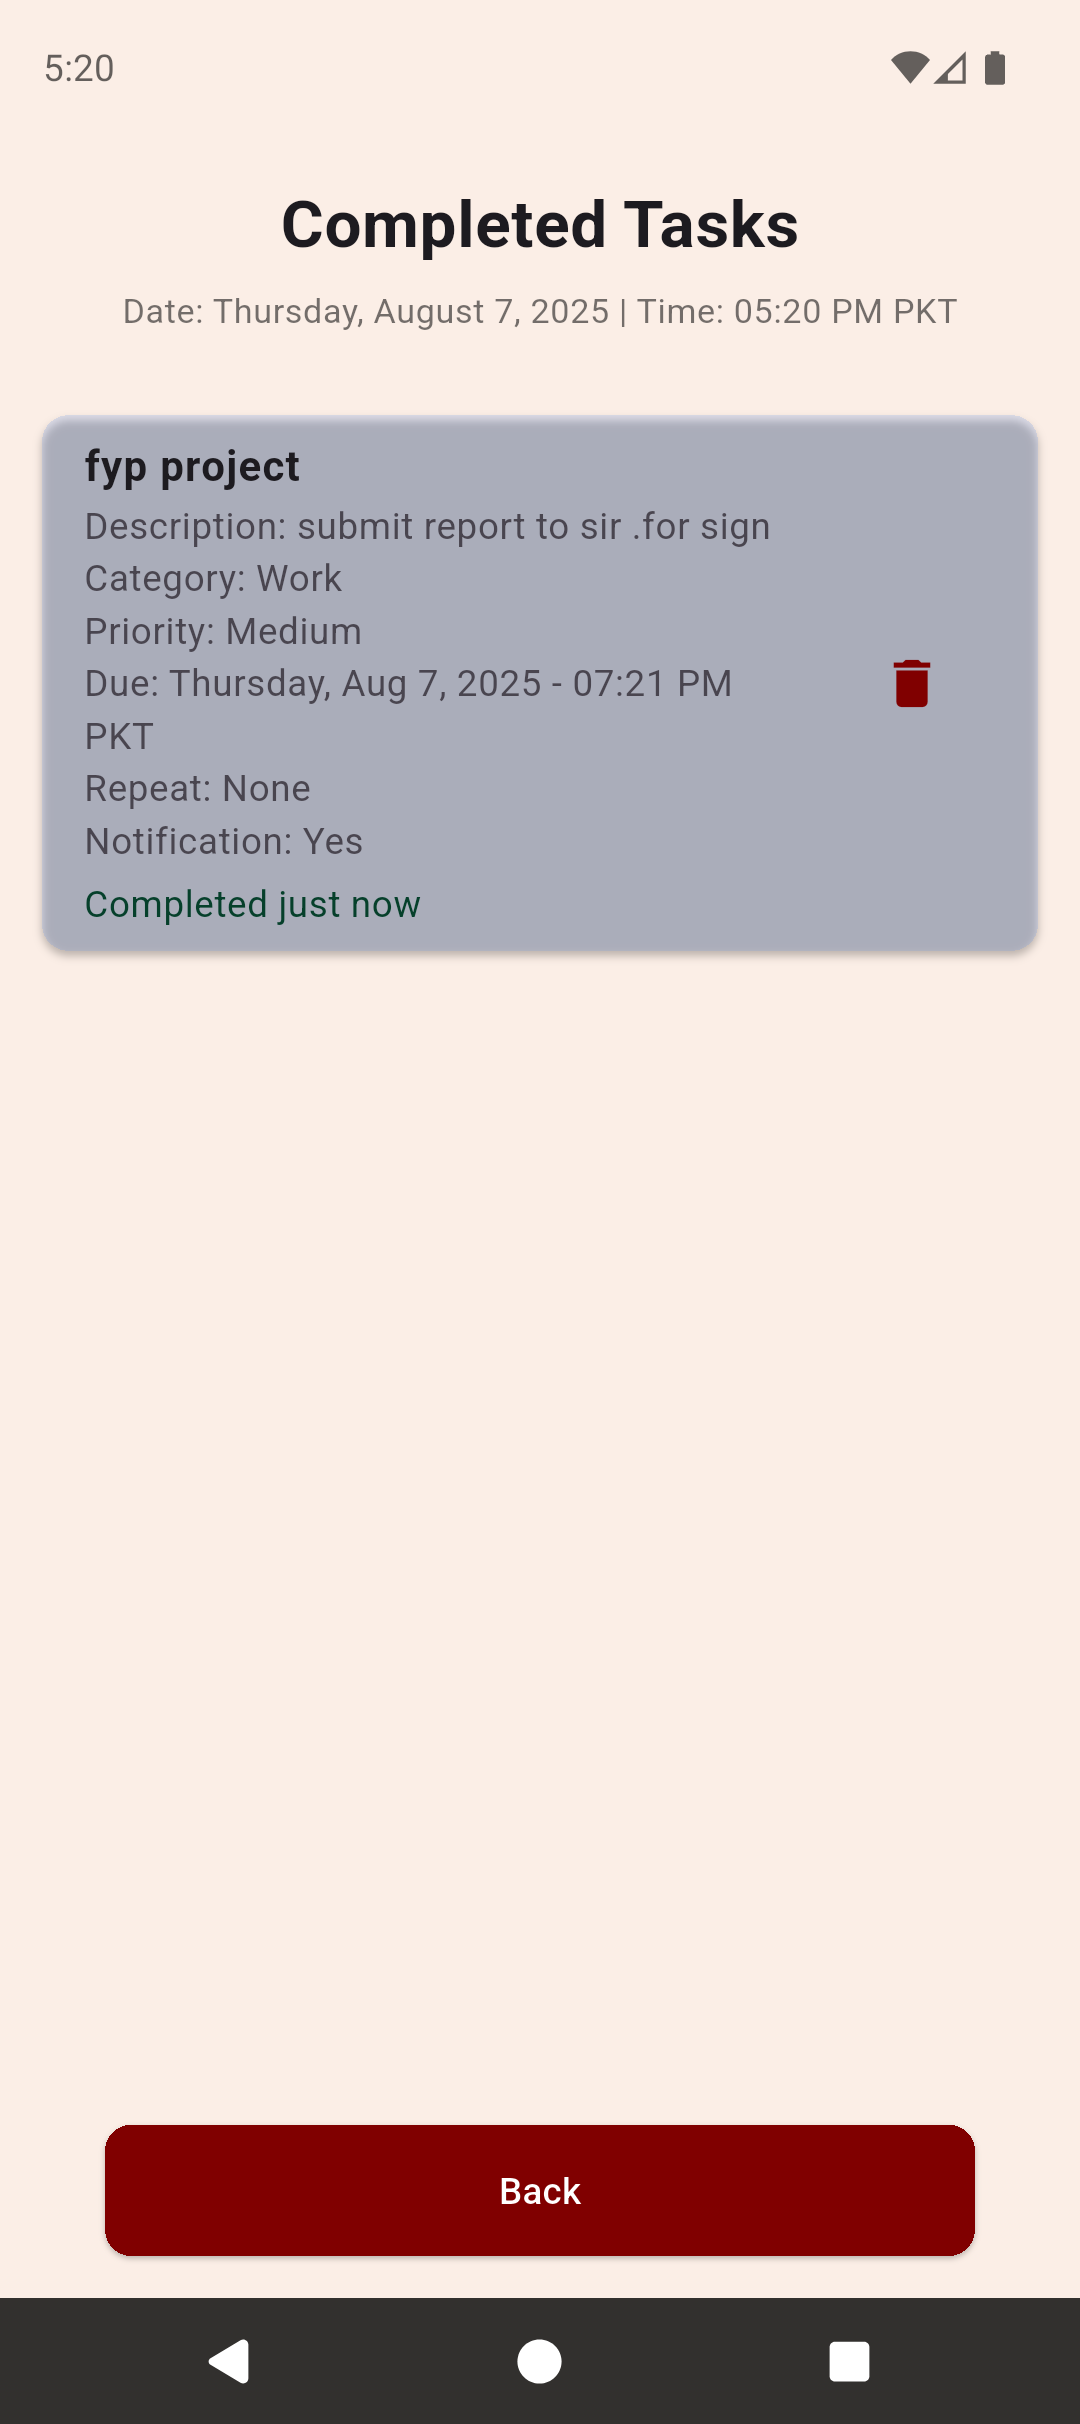 5:20
Completed Tasks
Date: Thursday, August 7, 2025 | Time: 05:20 PM PKT
fyp project
Description: submit report to sir .for sign
Category: Work
Priority: Medium
Due: Thursday, Aug 7, 2025 - 07:21 PM
PKT
Repeat: None
Notification: Yes
Completed just now
Back